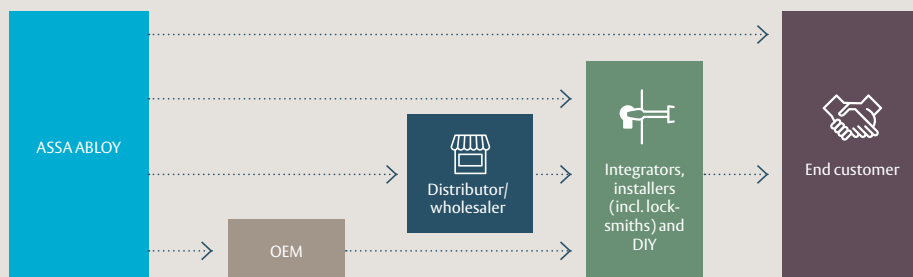 ASSA ABLOY
OEM
Distributor/
wholesaler
Integrators,
installers
(incl. lock-
smiths) and
DIY
End customer